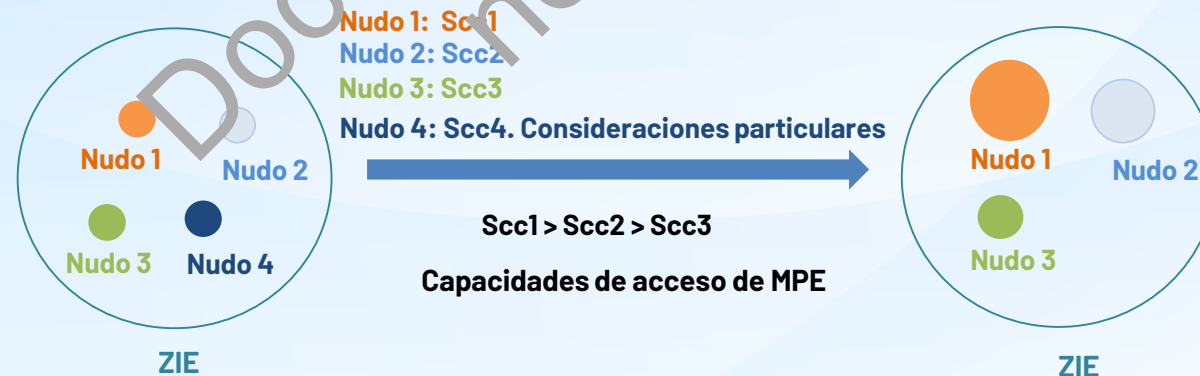 Nudo 1: Scc1
Nudo 2: Scc2
Nudo 3: Scc3
Nudo 4: Scc4. Consideraciones particulares
Nudo 1
Nudo 2
Nudo 3
Nudo 4
ZIE
Scc1 > Scc2 > Scc3
Capacidades de acceso de MPE
Nudo 1
Nudo 2
Nudo 3
ZIE